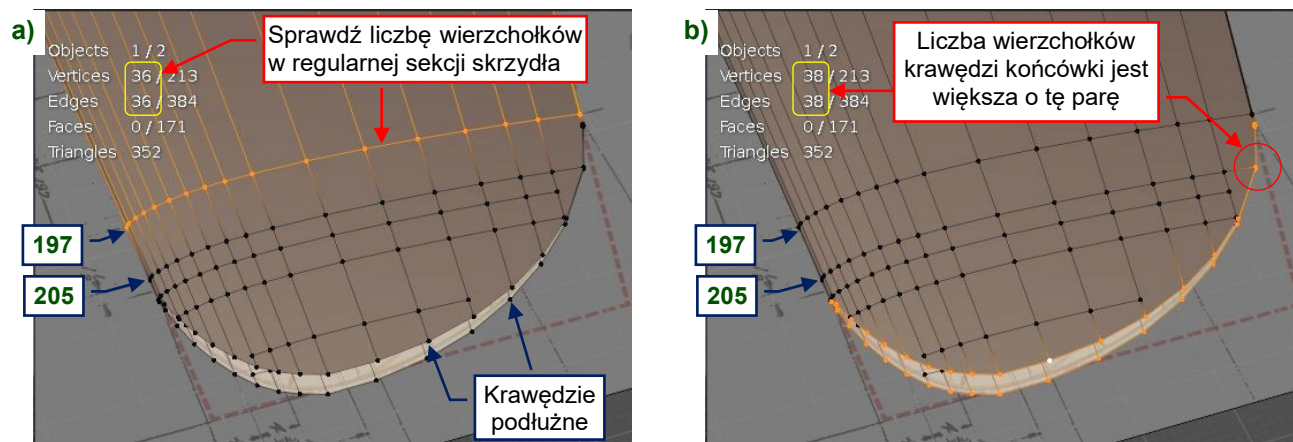 a)
Objects 1 / 2
Vertices 36 / 213
Edges 36 / 384
Faces 0 / 171
Triangles 352
Sprawdź liczbę wierzchołków
w regularnej sekcji skrzydła
197
205
Krawędzie
podłużne
b)
Objects 1 / 2
Vertices 38 / 213
Edges 38 / 384
Faces 0 / 171
Triangles 352
Liczba wierzchołków
krawędzi końcówki jest
większa o tę parę
197
205